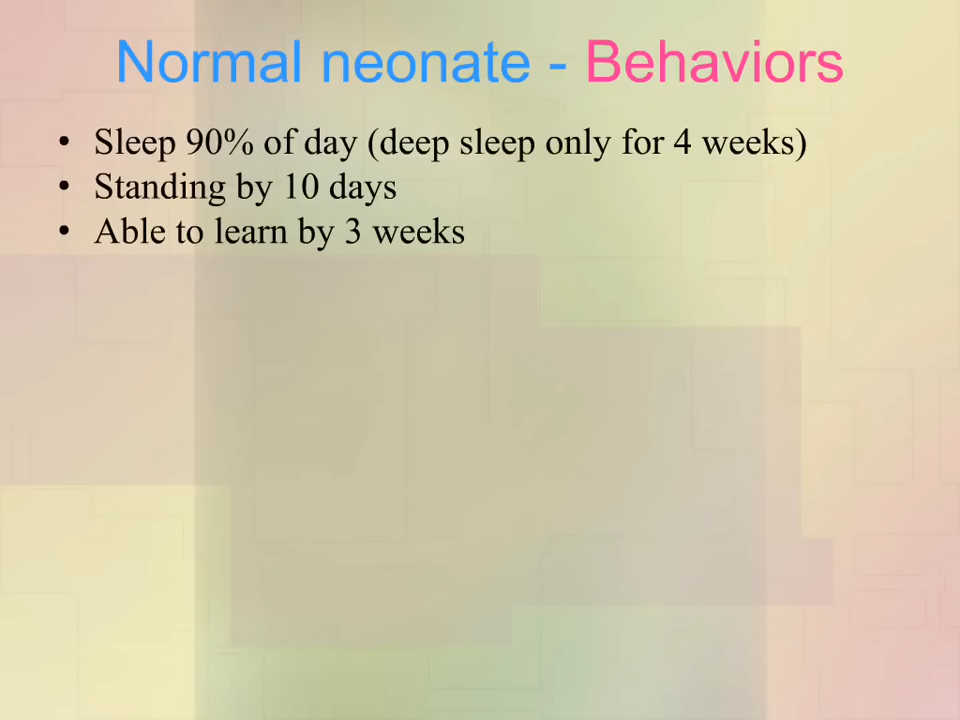 Normal neonate - Behaviors
• Sleep 90% of day (deep sleep only for 4 weeks)
• Standing by 10 days
• Able to learn by 3 weeks